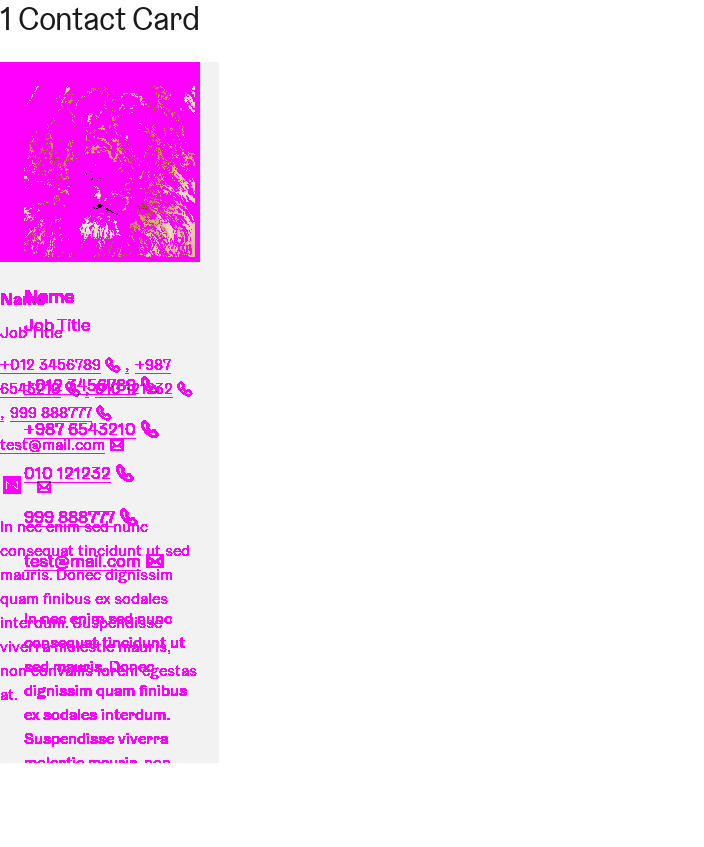 1 Contact Card
Name
Job Title
+012 3456789 , +987
6543210 , 010 121232
, 999 888777
test@mail.com
In nec enim sed nunc
consequat tincidunt ut sed
mauris. Donec dignissim
quam finibus ex sodales
interdum. Suspendisse
viverra molestie mauris,
non convallis lorem egestas
at.
Name
Job Title
+012 3456789
+987 6543210
010 121232
999 888777
test@mail.com
In nec enim sed nunc
consequat tincidunt ut
sed mauris. Donec
dignissim quam finibus
ex sodales interdum.
Suspendisse viverra
molestie mauris, non